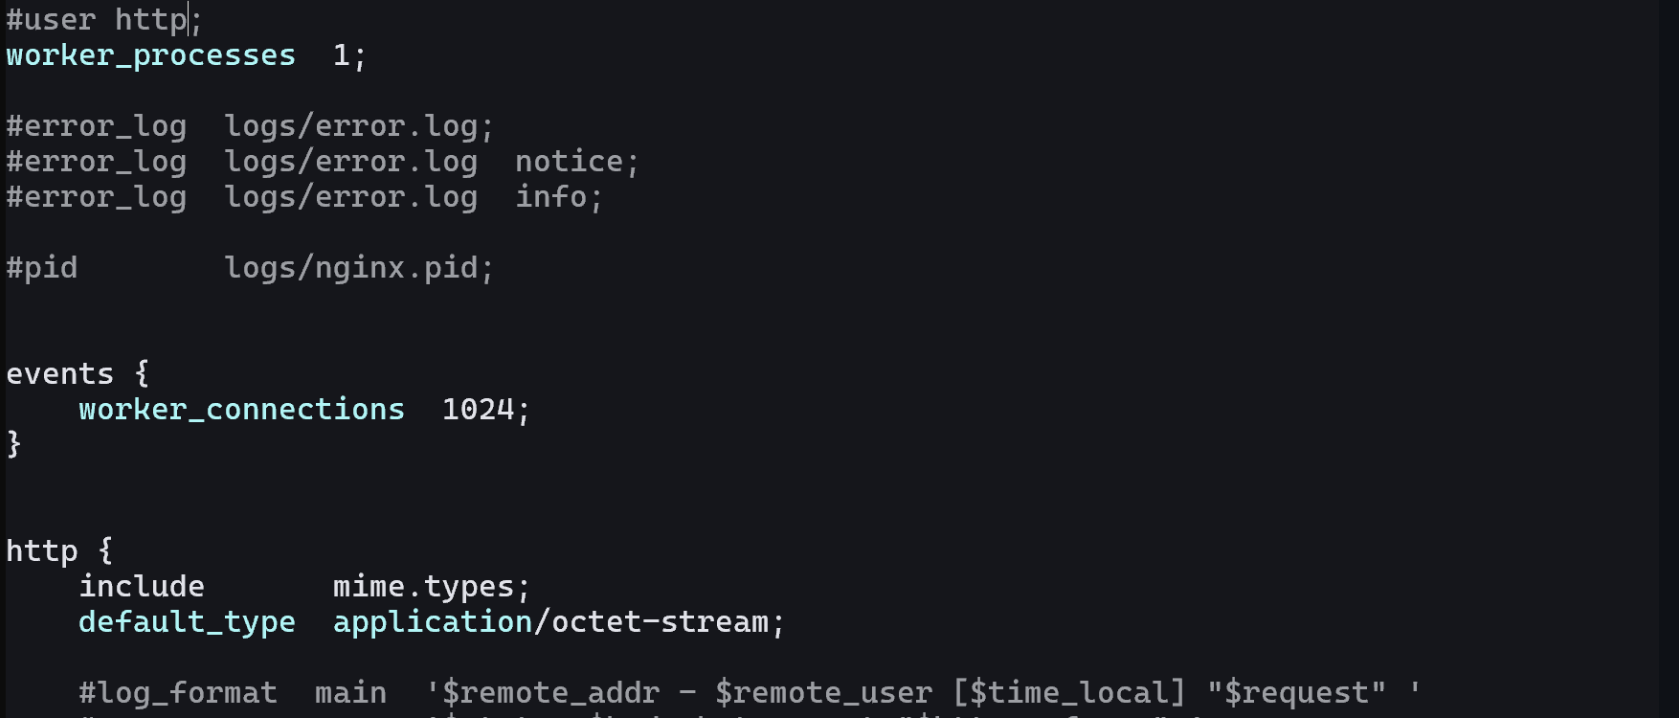 #user http;
worker_processes  1;
#error_log  logs/error.log;
#error_log  logs/error.log  notice;
#error_log  logs/error.log  info;
#pid        logs/nginx.pid;
events {
    worker_connections  1024;
}
http {
    include       mime.types;
    default_type  application/octet-stream;
    #log_format  main  '$remote_addr - $remote_user [$time_local] "$request" '